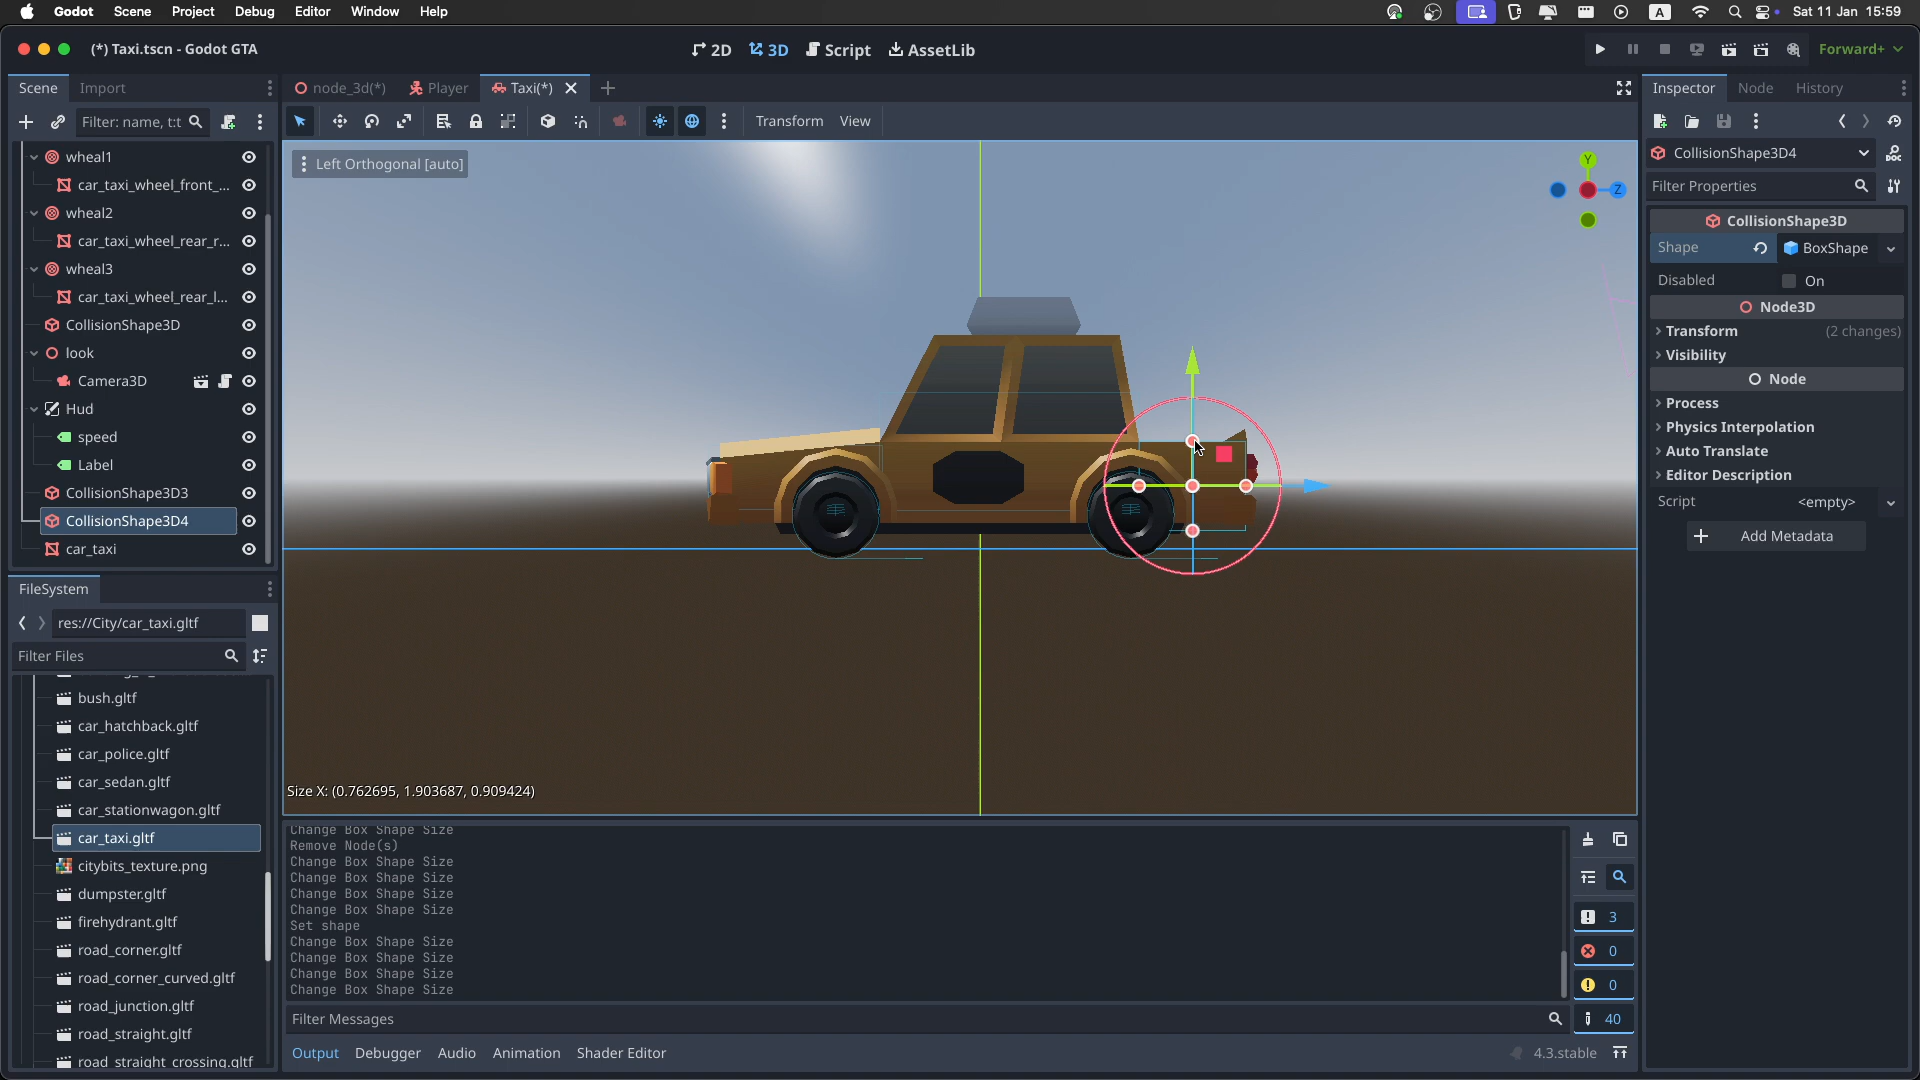 Godot Scene Project Debug Editor Window Help
A Sat 11 Jan 15:59
(*) Taxi.tscn - Godot GTA
2D 3D Script AssetLib
Forward+
Scene Import
node_3d(*) Player Taxi(*)
Inspector Node History
Filter: name, t:t
Transform View
Left Orthogonal [auto]
Y
Z
wheal1
car_taxi_wheel_front_...
wheal2
car_taxi_wheel_rear_r...
wheal3
car_taxi_wheel_rear_l...
CollisionShape3D
look
Camera3D
Hud
speed
Label
CollisionShape3D3
CollisionShape3D4
car_taxi
FileSystem
res://City/car_taxi.gltf
Filter Files
bush.gltf
car_hatchback.gltf
car_police.gltf
car_sedan.gltf
car_stationwagon.gltf
car_taxi.gltf
citybits_texture.png
dumpster.gltf
firehydrant.gltf
road_corner.gltf
road_corner_curved.gltf
road_junction.gltf
road_straight.gltf
road_straight_crossing.gltf
Size X: (0.762695, 1.903687, 0.909424)
Change Box Shape Size
Remove Node(s)
Change Box Shape Size
Change Box Shape Size
Change Box Shape Size
Change Box Shape Size
Set shape
Change Box Shape Size
Change Box Shape Size
Change Box Shape Size
Change Box Shape Size
3
0
0
40
Filter Messages
Output Debugger Audio Animation Shader Editor
4.3.stable
CollisionShape3D4
Filter Properties
CollisionShape3D
Shape BoxShape
Disabled On
Node3D
Transform (2 changes)
Visibility
Node
Process
Physics Interpolation
Auto Translate
Editor Description
Script <empty>
Add Metadata